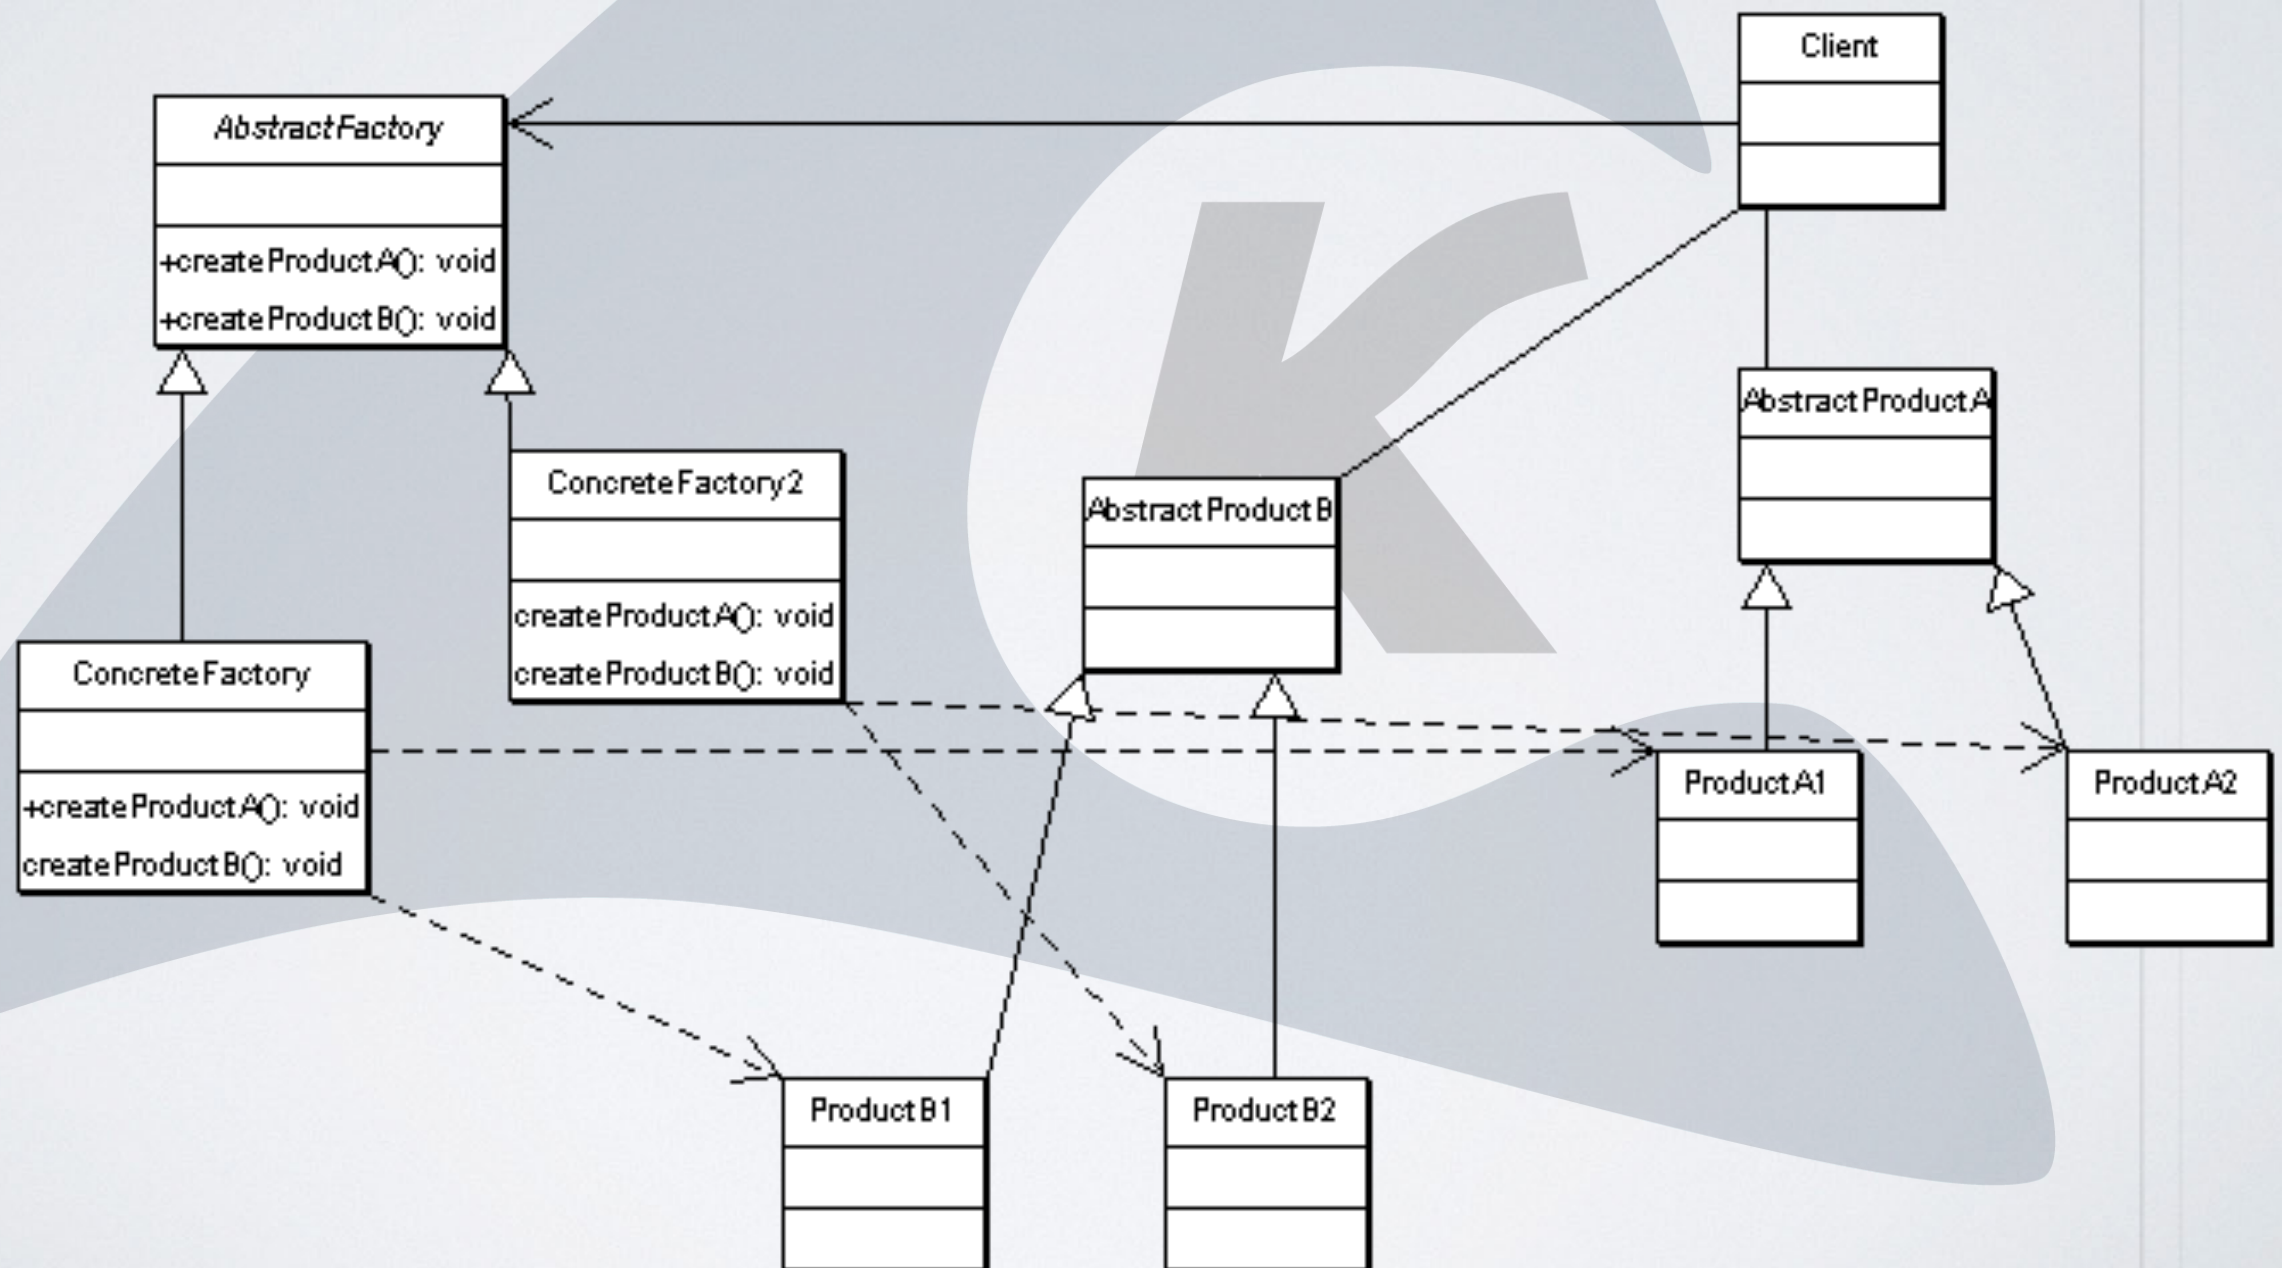 Client
AbstractFactory
+createProductA(): void
+createProductB(): void
AbstractProductA
ConcreteFactory2
createProductA(): void
createProductB(): void
AbstractProductB
ConcreteFactory
+createProductA(): void
createProductB(): void
ProductA1
ProductA2
ProductB1
ProductB2
K